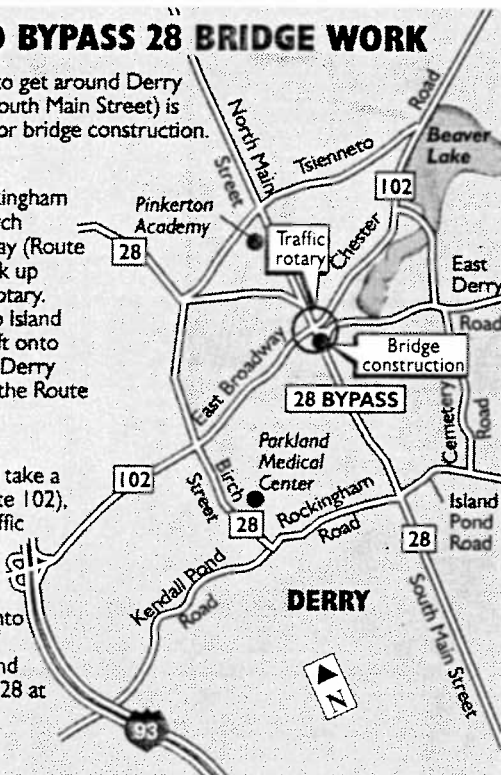 BYPASS 28 BRIDGE WORK
to get around Derry
South Main Street) is
or bridge construction.
kingham
rch
ay (Route
k up
otary.
Island
ft onto
Derry
the Route
take a
te 102),
ffic
nto
nd
28 at
North Main
Street
Tsienneto
Road
Beaver
Lake
102
Pinkerton
Academy
28
Traffic
rotary
Chester
East
Derry
Road
Bridge
construction
East Broadway
28 BYPASS
Cemetery
Road
Parkland
Medical
Center
102
Birch
Street
28
Rockingham
Road
Island
Pond
Road
28
Kendall Pond
Road
DERRY
South Main Street
N
93